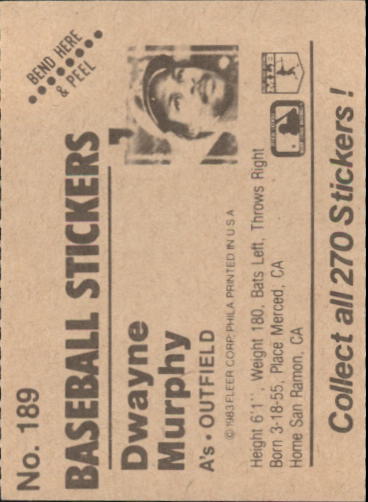 No. 189
BEND HERE
& PEEL
BASEBALL STICKERS
Dwayne
Murphy
A's • OUTFIELD
© 1983 FLEER CORP. PHILA PRINTED IN U S A
Height 6'1", Weight 180, Bats Left, Throws Right
Born 3-18-55, Place Merced, CA
Home San Ramon, CA
Collect all 270 Stickers !